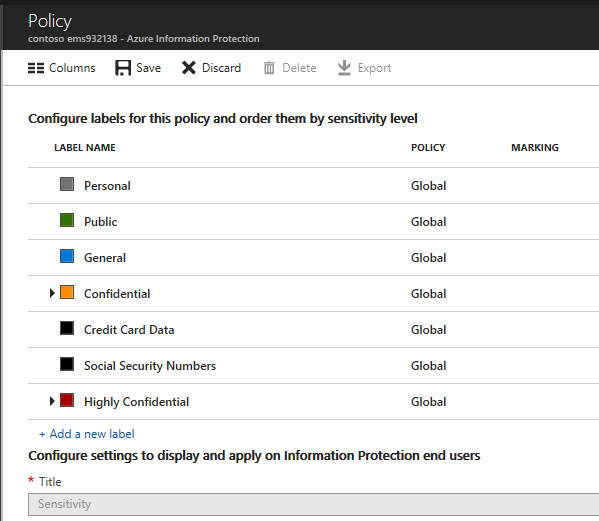 Policy
contoso ems932138 - Azure Information Protection
Columns Save Discard Delete Export
Configure labels for this policy and order them by sensitivity level
LABEL NAME POLICY MARKING
Personal Global
Public Global
General Global
Confidential Global
Credit Card Data Global
Social Security Numbers Global
Highly Confidential Global
+ Add a new label
Configure settings to display and apply on Information Protection end users
* Title
Sensitivity